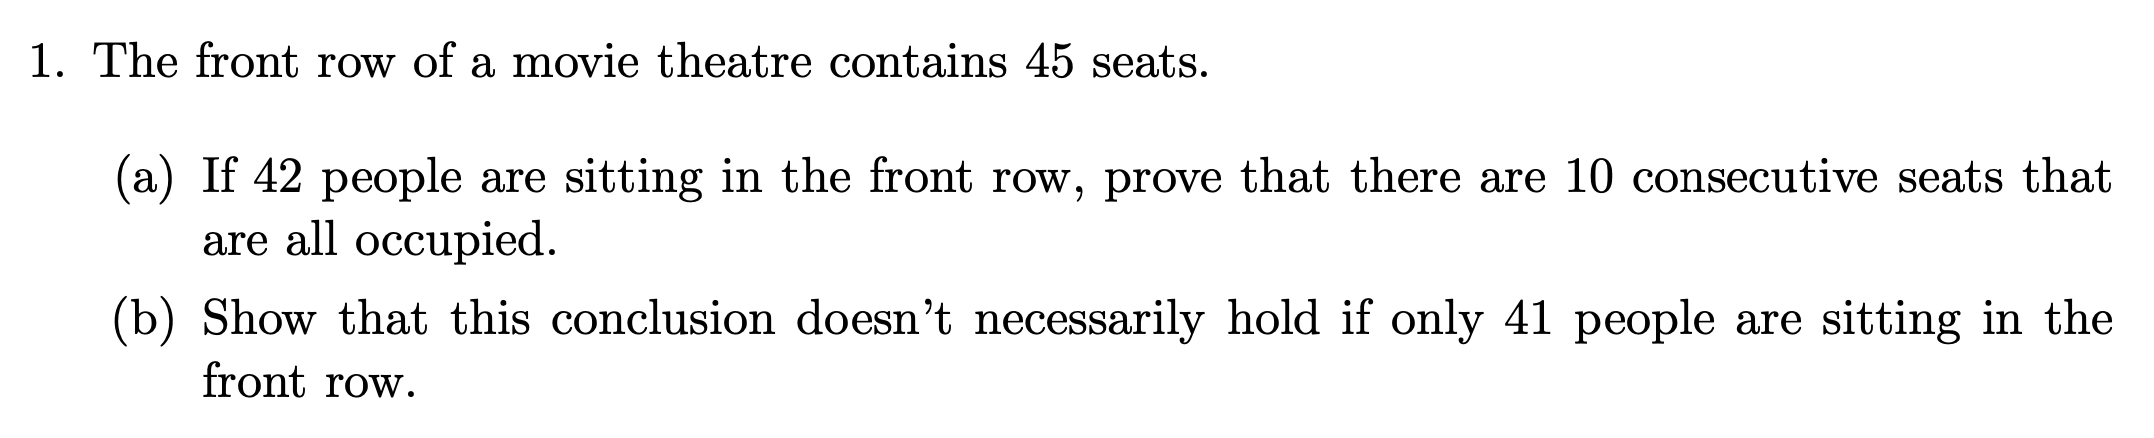 1. The front row of a movie theatre contains 45 seats.
(a) If 42 people are sitting in the front row, prove that there are 10 consecutive seats that
are all occupied.
(b) Show that this conclusion doesn’t necessarily hold if only 41 people are sitting in the
front row.